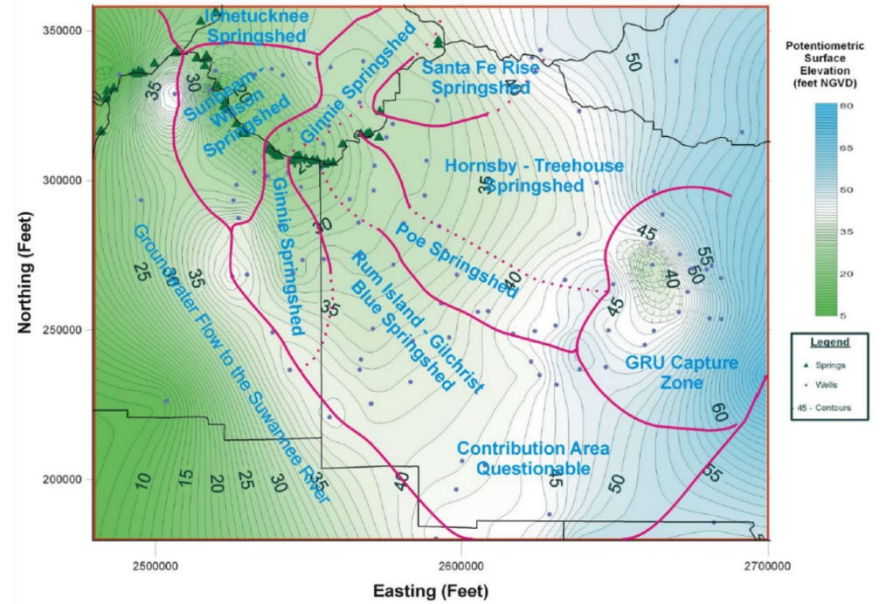 350000
300000
250000
200000
Northing (Feet)
2500000
2600000
2700000
Easting (Feet)
Ichetucknee
Springshed
Sunbeam -
Wilson
Springshed
Ginnie Springshed
Santa Fe Rise
Springshed
Hornsby - Treehouse
Springshed
Ginnie Springshed
Poe Springshed
Rum Island - Gilchrist
Blue Springshed
Groundwater Flow to the Suwannee River
GRU Capture
Zone
Contribution Area
Questionable
35
30
20
25
40
50
35
30
25
35
30
35
40
45
55
50
40
45
60
10
15
20
25
30
35
40
45
50
55
Potentiometric
Surface
Elevation
(feet NGVD)
80
65
50
35
20
5
Legend
Springs
Wells
- 45 - Contours